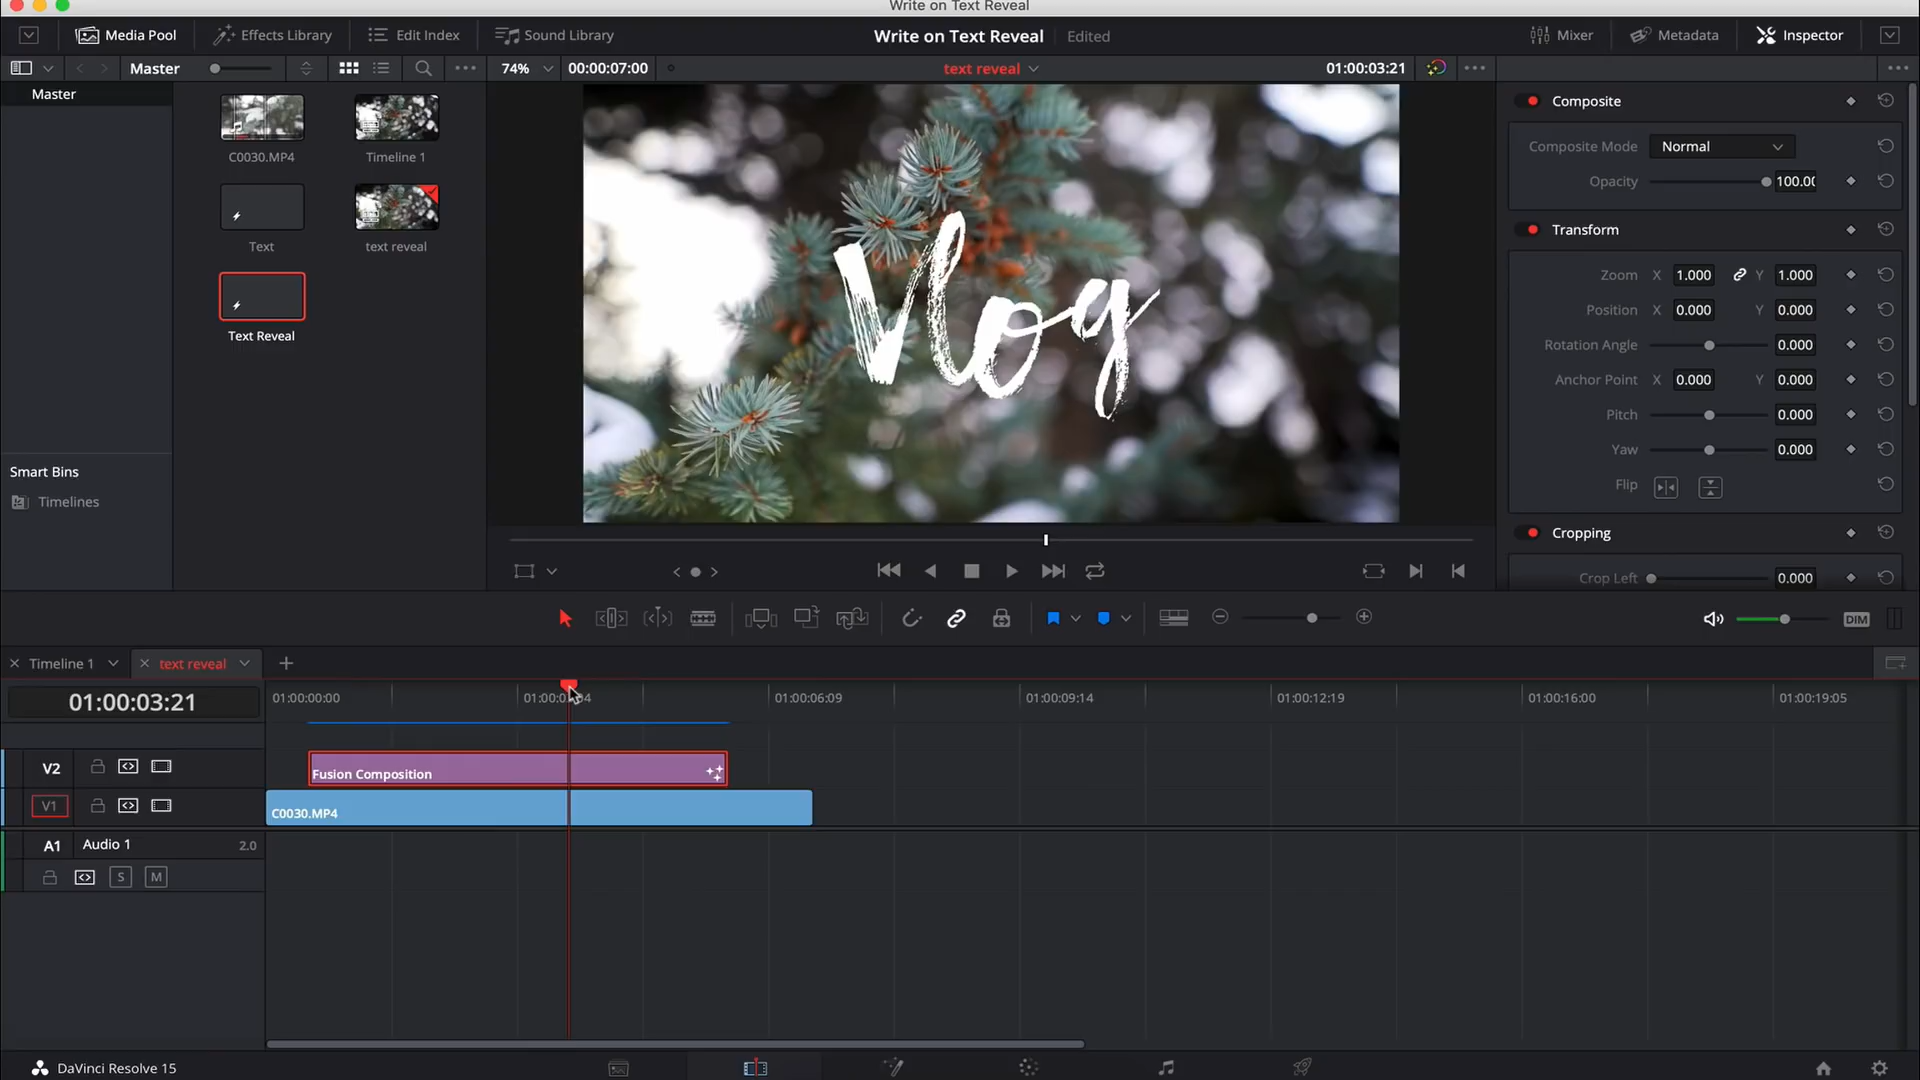 Write on Text Reveal
Media Pool
Effects Library
Edit Index
Sound Library
Write on Text Reveal
Edited
Mixer
Metadata
Inspector
Master
74%
00:00:07:00
text reveal
01:00:03:21
Master
C0030.MP4
Timeline 1
Text
text reveal
Text Reveal
Smart Bins
Timelines
Vlog
Composite
Composite Mode
Normal
Opacity
100.00
Transform
Zoom X 1.000 Y 1.000
Position X 0.000 Y 0.000
Rotation Angle 0.000
Anchor Point X 0.000 Y 0.000
Pitch 0.000
Yaw 0.000
Flip
Cropping
Crop Left 0.000
DIM
Timeline 1
text reveal
01:00:03:21
01:00:00:00
01:00:0 04
01:00:06:09
01:00:09:14
01:00:12:19
01:00:16:00
01:00:19:05
V2
Fusion Composition
V1
C0030.MP4
A1 Audio 1 2.0
S M
DaVinci Resolve 15